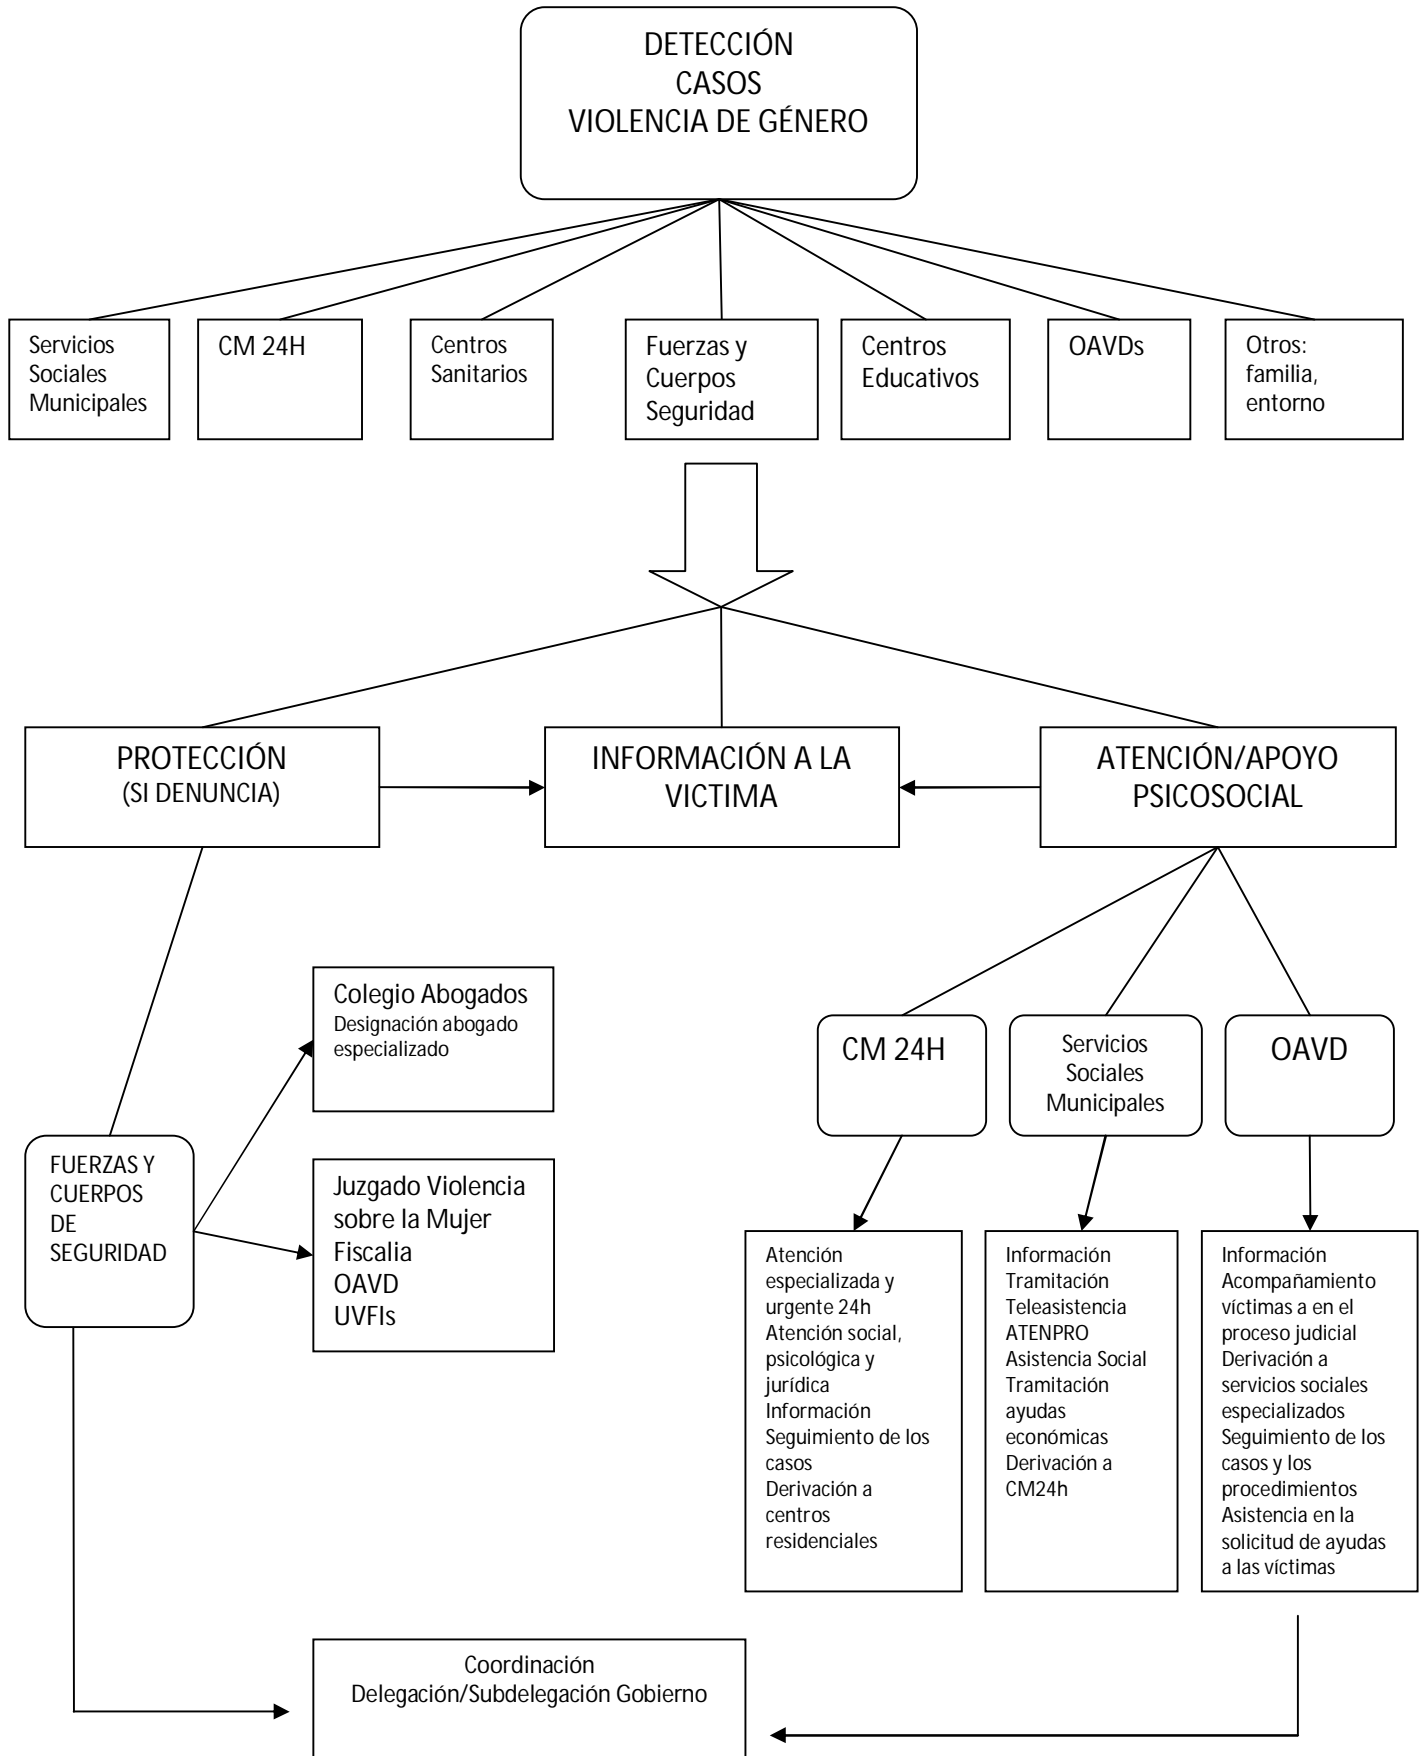 DETECCIÓN
CASOS
VIOLENCIA DE GÉNERO
Servicios
Sociales
Municipales
CM 24H
Centros
Sanitarios
Fuerzas y
Cuerpos
Seguridad
Centros
Educativos
OAVDs
Otros:
familia,
entorno
PROTECCIÓN
(SI DENUNCIA)
INFORMACIÓN A LA
VICTIMA
ATENCIÓN/APOYO
PSICOSOCIAL
Colegio Abogados
Designación abogado
especializado
FUERZAS Y
CUERPOS
DE
SEGURIDAD
Juzgado Violencia
sobre la Mujer
Fiscalia
OAVD
UVFIs
CM 24H
Servicios
Sociales
Municipales
OAVD
Atención
especializada y
urgente 24h
Atención social,
psicológica y
jurídica
Información
Seguimiento de los
casos
Derivación a
centros
residenciales
Información
Tramitación
Teleasistencia
ATENPRO
Asistencia Social
Tramitación
ayudas
económicas
Derivación a
CM24h
Información
Acompañamiento
víctimas a en el
proceso judicial
Derivación a
servicios sociales
especializados
Seguimiento de los
casos y los
procedimientos
Asistencia en la
solicitud de ayudas
a las víctimas
Coordinación
Delegación/Subdelegación Gobierno